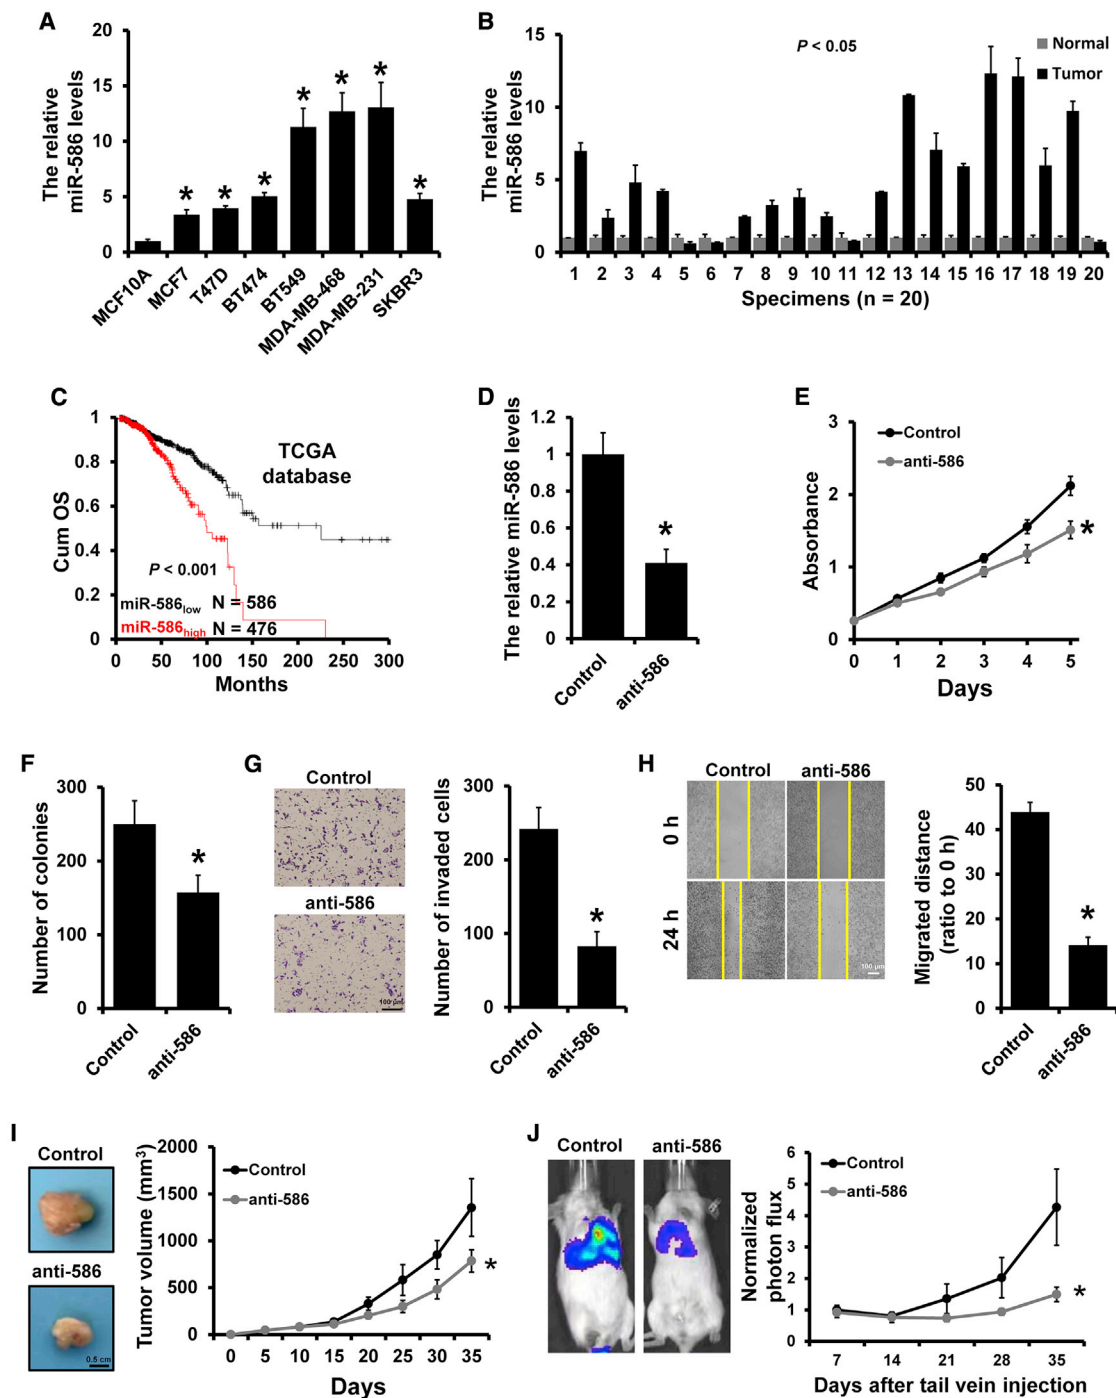 A
The relative
miR-586 levels
20
15
10
5
0
*
*
*
*
*
*
*
MCF10A
MCF7
T47D
BT474
BT549
MDA-MB-468
MDA-MB-231
SKBR3
B
P < 0.05
Normal
Tumor
The relative
miR-586 levels
15
10
5
0
1 2 3 4 5 6 7 8 9 10 11 12 13 14 15 16 17 18 19 20
Specimens (n = 20)
C
TCGA
database
Cum OS
1
0.8
0.6
0.4
0.2
0
P < 0.001
miR-586low N = 586
miR-586high N = 476
0 50 100 150 200 250 300
Months
D
The relative miR-586 levels
1.2
1
0.8
0.6
0.4
0.2
0
*
Control
anti-586
E
Control
anti-586
Absorbance
3
2
1
0
*
0 1 2 3 4 5
Days
F
Number of colonies
300
200
100
0
*
Control
anti-586
G
Control
anti-586
100 μm
Number of invaded cells
300
200
100
0
*
Control
anti-586
H
Control anti-586
0 h
24 h
100 μm
Migrated distance
(ratio to 0 h)
50
40
30
20
10
0
*
Control
anti-586
I
Control
anti-586
0.5 cm
Tumor volume (mm³)
2000
1500
1000
500
0
Control
anti-586
*
0 5 10 15 20 25 30 35
Days
J
Control anti-586
Normalized
photon flux
6
5
4
3
2
1
0
Control
anti-586
*
7 14 21 28 35
Days after tail vein injection